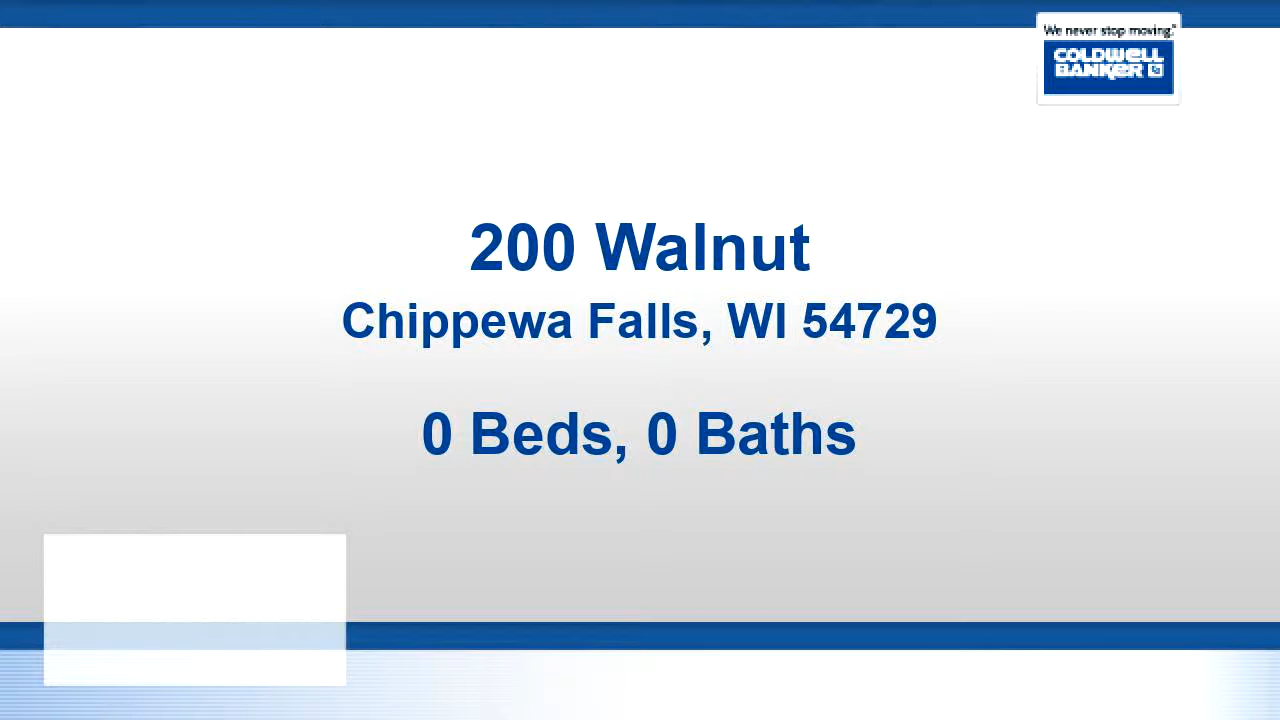 We never stop moving.
COLDWELL
BANKER
200 Walnut
Chippewa Falls, WI 54729
0 Beds, 0 Baths